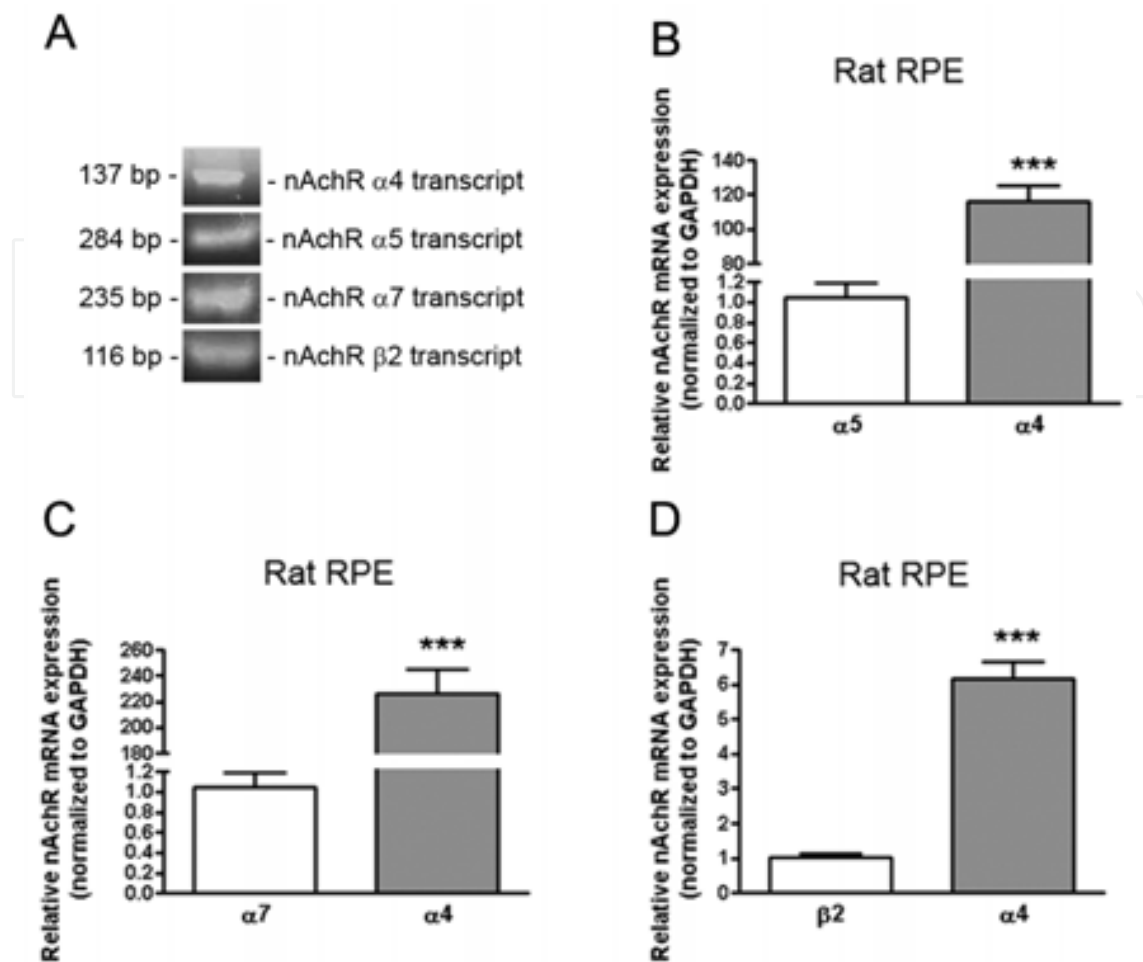 A
137 bp - - nAchR α4 transcript
284 bp - - nAchR α5 transcript
235 bp - - nAchR α7 transcript
116 bp - - nAchR β2 transcript
B
Rat RPE
Relative nAchR mRNA expression
(normalized to GAPDH)
140
120
100
80
1.2
1.0
0.8
0.6
0.4
0.2
0.0
***
α5 α4
C
Rat RPE
Relative nAchR mRNA expression
(normalized to GAPDH)
260
240
220
200
180
1.2
1.0
0.8
0.6
0.4
0.2
0.0
***
α7 α4
D
Rat RPE
Relative nAchR mRNA expression
(normalized to GAPDH)
7
6
5
4
3
2
1
0
***
β2 α4